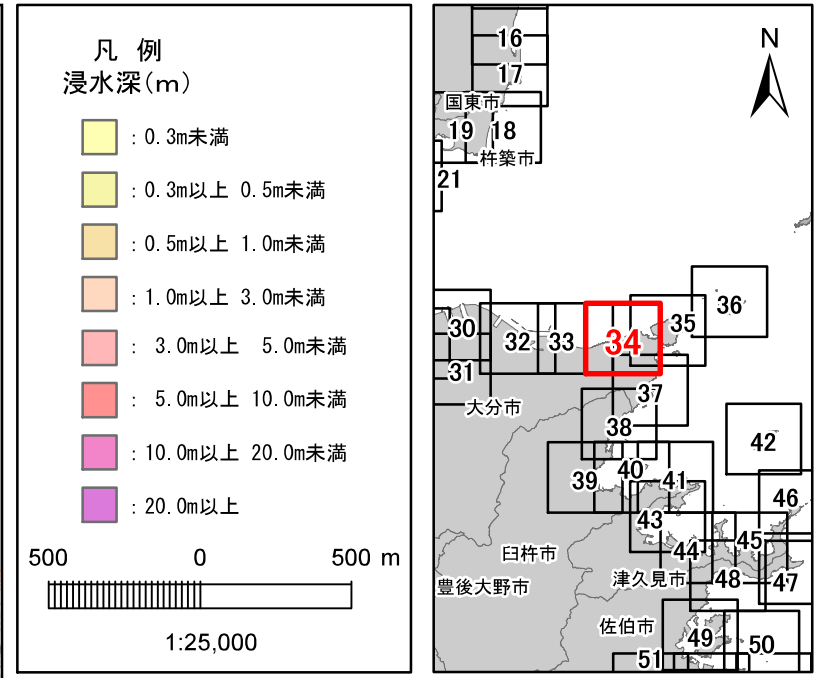 凡 例
浸水深(m)
: 0.3m未満
: 0.3m以上 0.5m未満
: 0.5m以上 1.0m未満
: 1.0m以上 3.0m未満
: 3.0m以上 5.0m未満
: 5.0m以上 10.0m未満
: 10.0m以上 20.0m未満
: 20.0m以上
500 0 500 m
1:25,000
N
16
17
国東市
19 18
杵築市
21
36
35
30 32 33 34
31
大分市
37
38
42
39 40 41
46
43
45
臼杵市 44
津久見市 48 47
豊後大野市
佐伯市
49 50
51